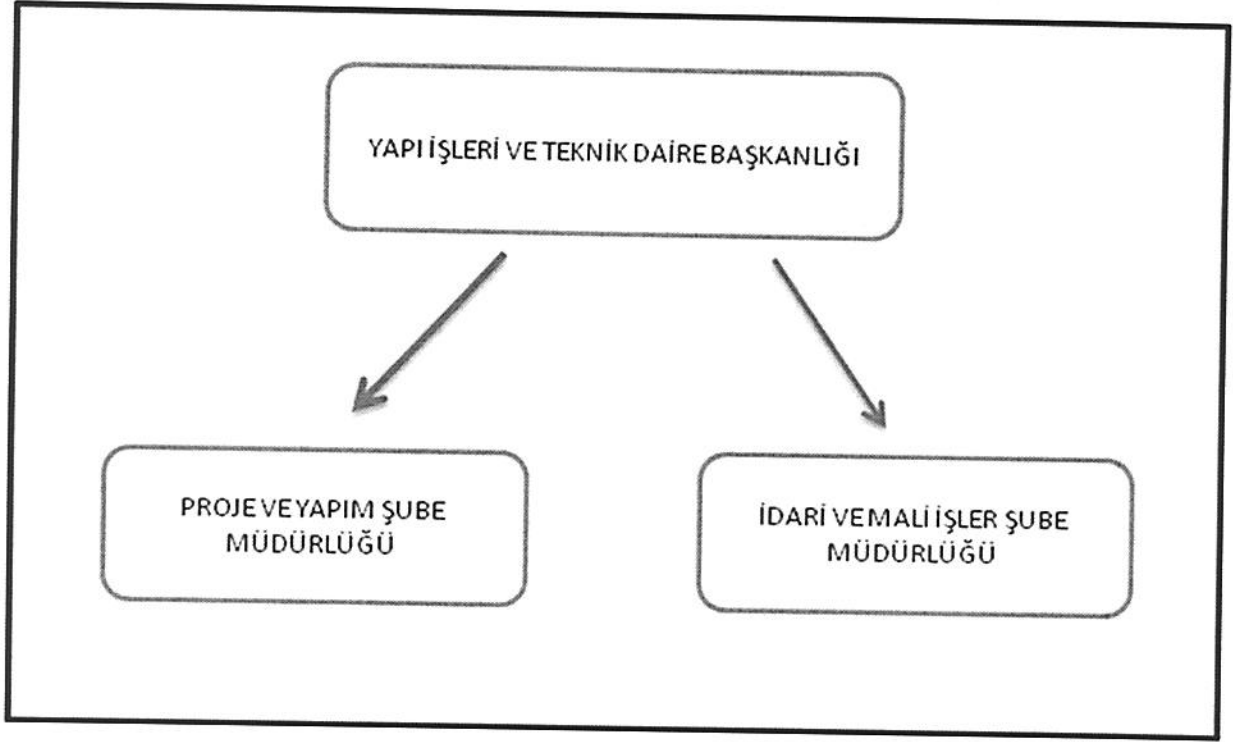 YAPI İŞLERİ VE TEKNİK DAİRE BAŞKANLIĞI
PROJE VE YAPIM ŞUBE
MÜDÜRLÜĞÜ
İDARİ VE MALİ İŞLER ŞUBE
MÜDÜRLÜĞÜ